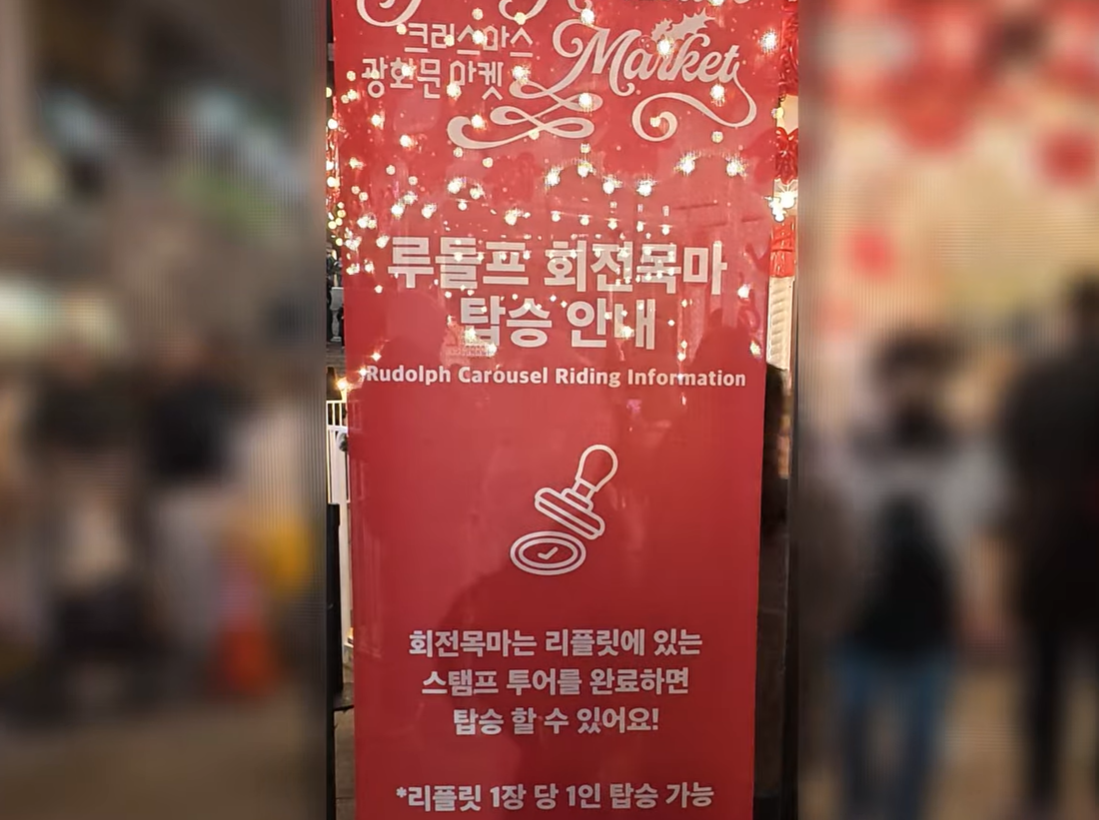 크리스마스
광화문 마켓
Market
루돌프 회전목마
탑승 안내
Rudolph Carousel Riding Information
회전목마는 리플릿에 있는
스탬프 투어를 완료하면
탑승 할 수 있어요!
*리플릿 1장 당 1인 탑승 가능